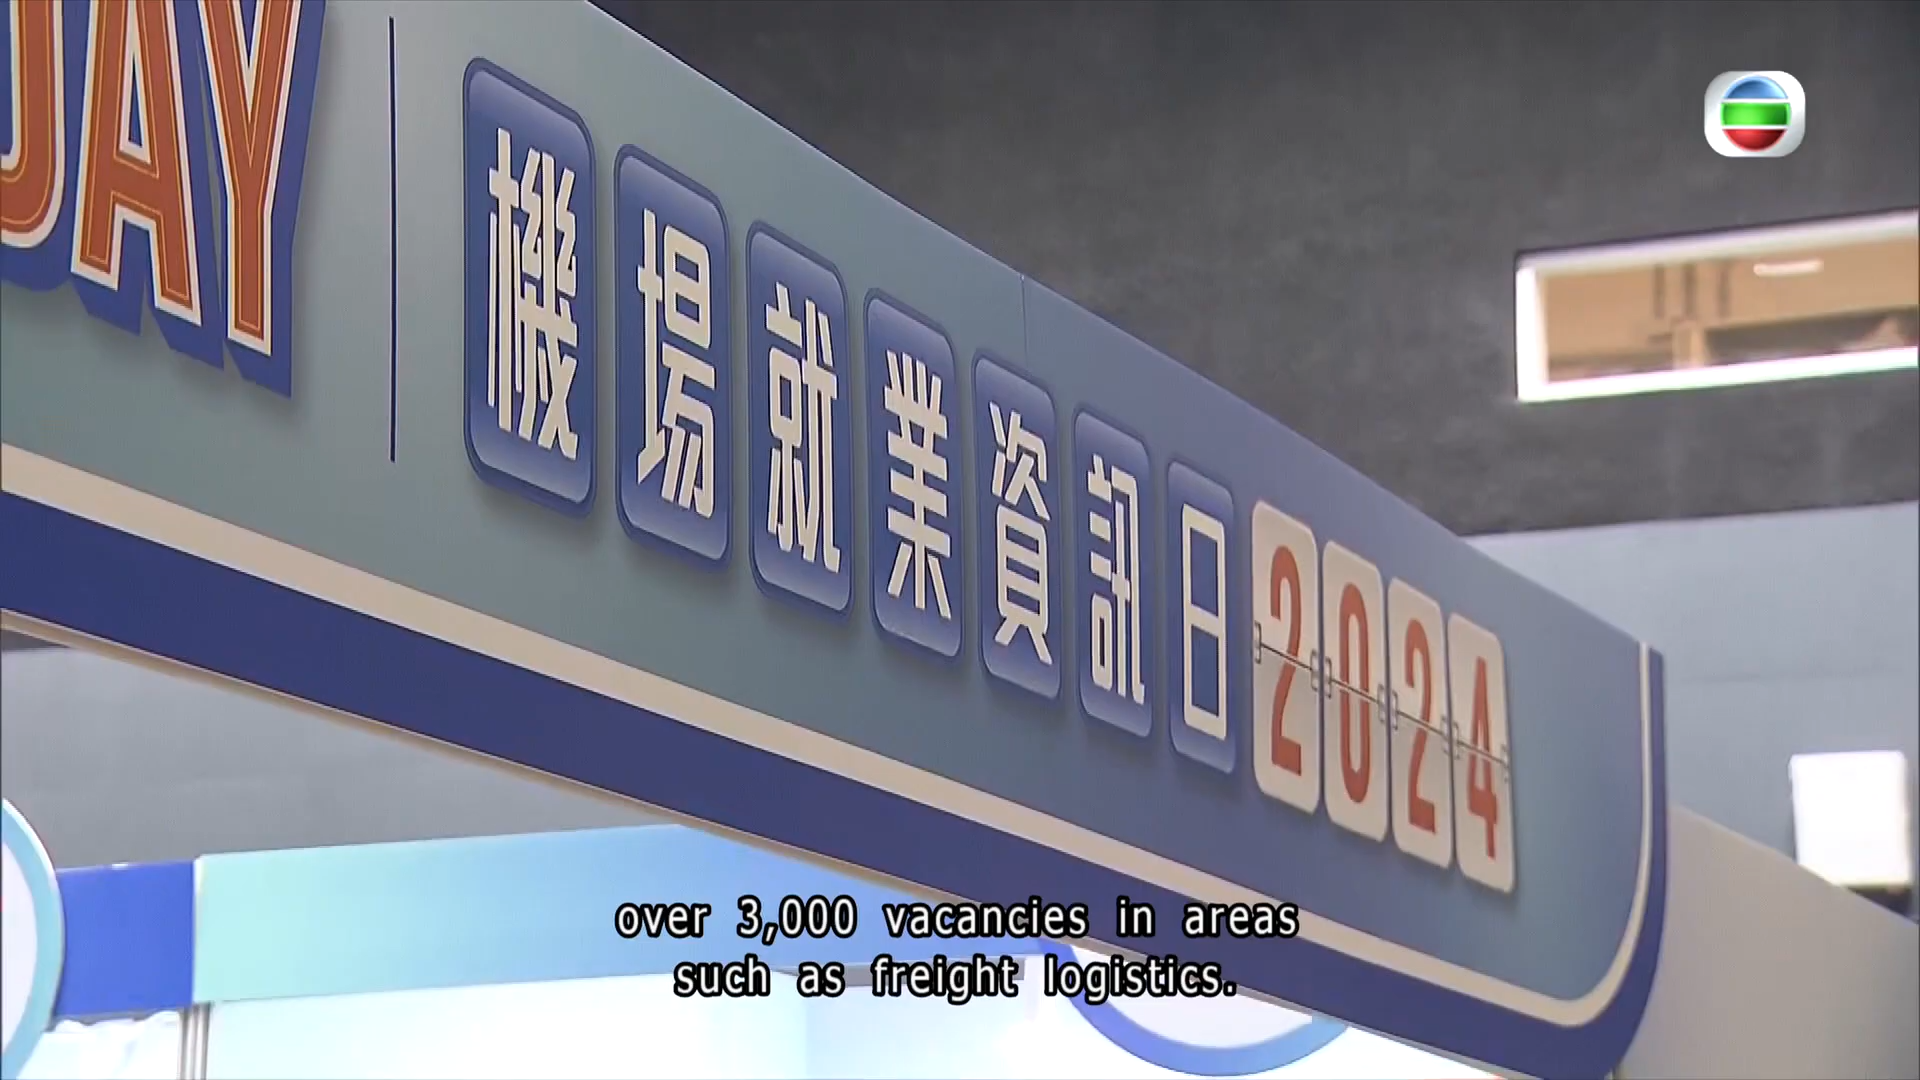 DAY
機場就業資訊日2024
over 3,000 vacancies in areas
such as freight logistics.